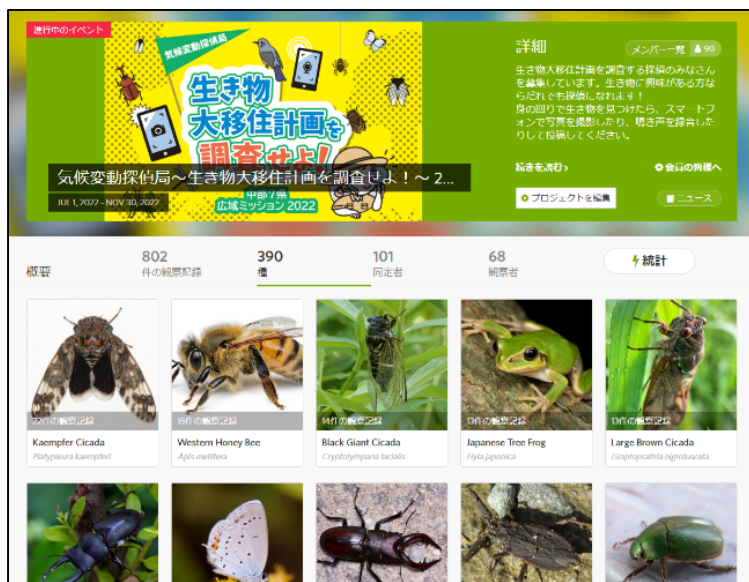 進行中のイベント
気候変動探偵局
生き物
大移住計画を
調査せよ!
中部7県
広域ミッション2022
気候変動探偵局～生き物大移住計画を調査せよ!～ 2...
JUL 1, 2022 - NOV 30, 2022
詳細
メンバー一覧 90
生き物大移住計画を調査する探偵のみなさん
を募集しています。生き物に興味がある方な
らだれでも探偵になれます!
身の回りで生き物を見つけたら、スマートフ
ォンで写真を撮影したり、鳴き声を録音した
りして投稿してください。
続きを読む ›
会員の皆様へ
プロジェクトを編集
ニュース
概要
802
件の観察記録
390
種
101
同定者
68
観察者
統計
22件の観察記録
Kaempfer Cicada
Platypleura kaempferi
15件の観察記録
Western Honey Bee
Apis mellifera
14件の観察記録
Black Giant Cicada
Cryptotympana facialis
13件の観察記録
Japanese Tree Frog
Hyla japonica
13件の観察記録
Large Brown Cicada
Graptopsaltria nigrofuscata